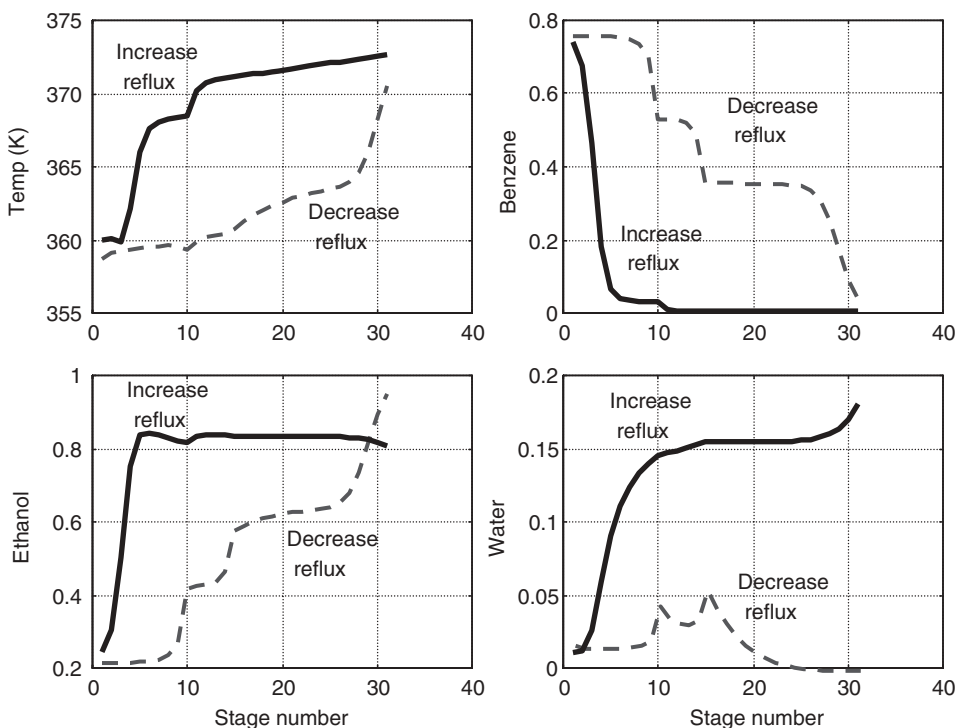 375
370
365
360
355
Temp (K)
Increase
reflux
Decrease
reflux
0 10 20 30 40
0.8
0.6
0.4
0.2
0
Benzene
Decrease
reflux
Increase
reflux
0 10 20 30 40
1
0.8
0.6
0.4
0.2
Ethanol
Increase
reflux
Decrease
reflux
0 10 20 30 40
Stage number
0.2
0.15
0.1
0.05
0
Water
Increase
reflux
Decrease
reflux
0 10 20 30 40
Stage number